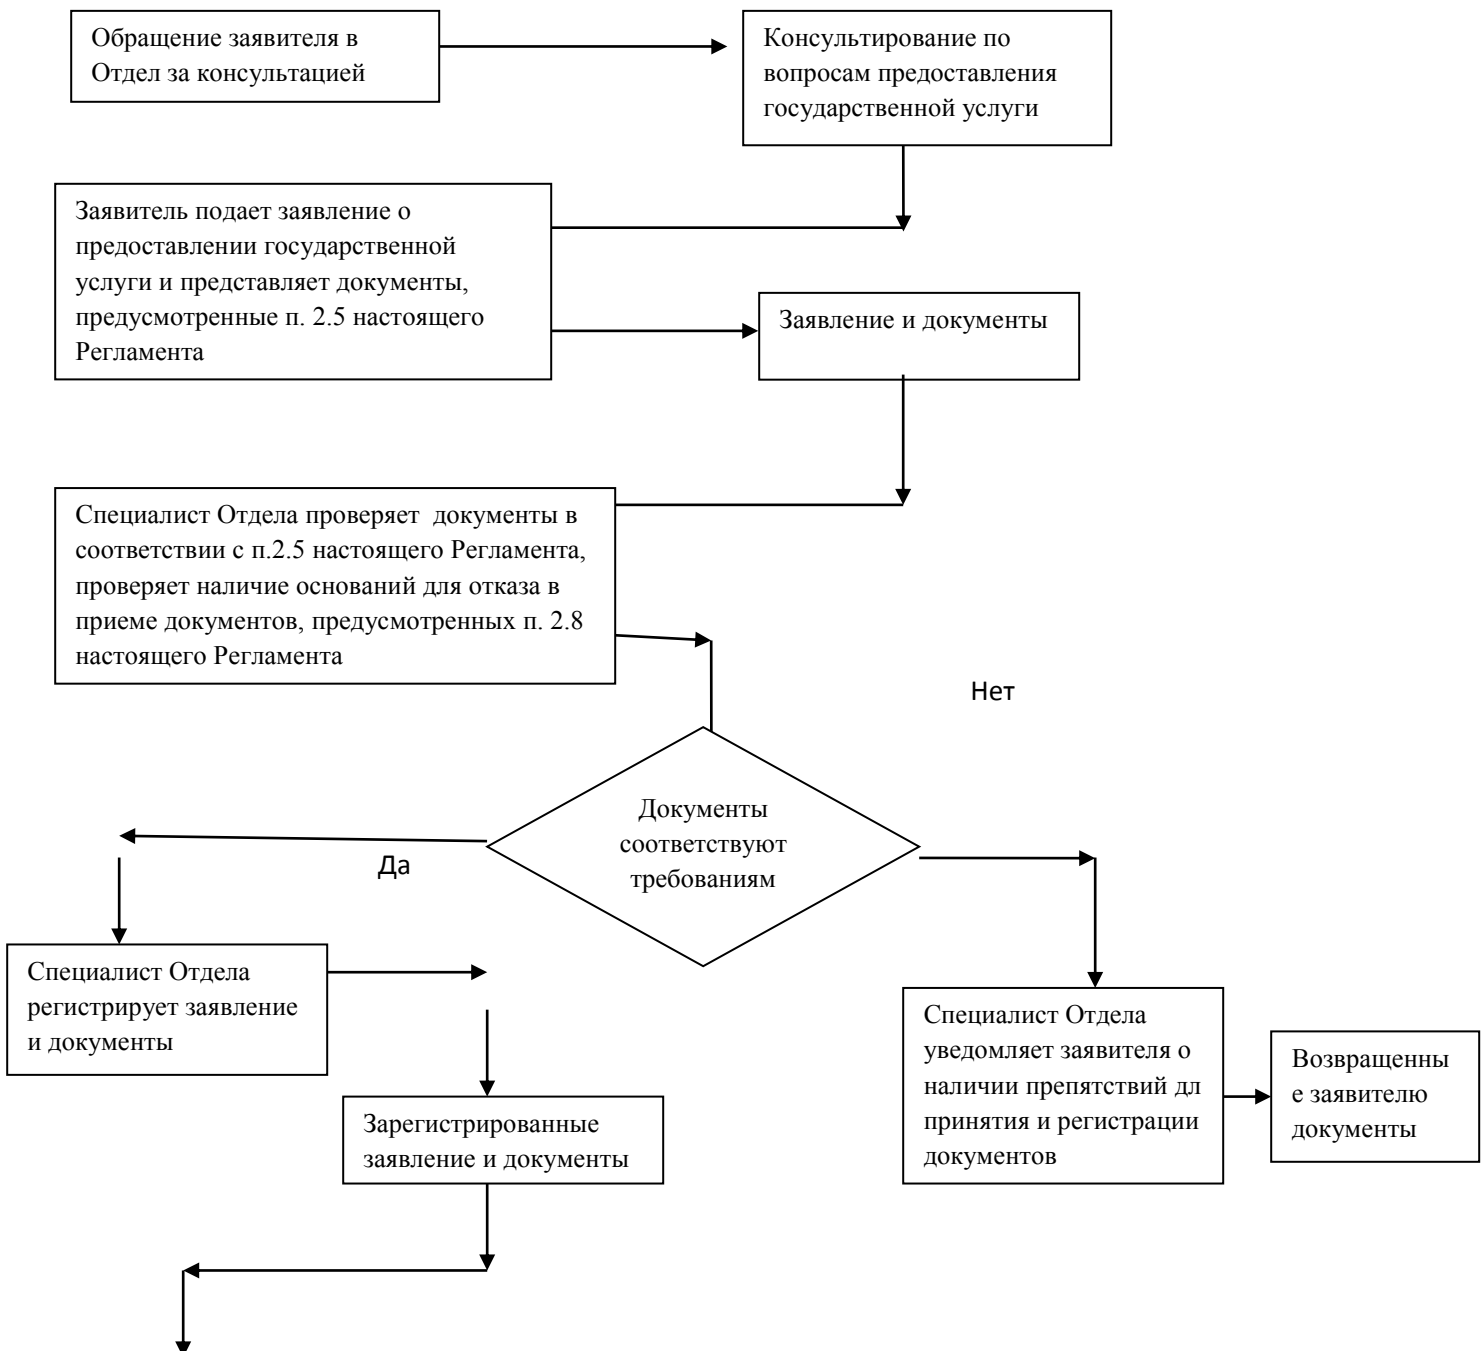 Обращение заявителя в
Отдел за консультацией
Консультирование по
вопросам предоставления
государственной услуги
Заявитель подает заявление о
предоставлении государственной
услуги и представляет документы,
предусмотренные п. 2.5 настоящего
Регламента
Заявление и документы
Специалист Отдела проверяет  документы в
соответствии с п.2.5 настоящего Регламента,
проверяет наличие оснований для отказа в
приеме документов, предусмотренных п. 2.8
настоящего Регламента
Нет
Документы
соответствуют
требованиям
Да
Специалист Отдела
регистрирует заявление
и документы
Зарегистрированные
заявление и документы
Специалист Отдела
уведомляет заявителя о
наличии препятствий дл
принятия и регистрации
документов
Возвращенны
е заявителю
документы